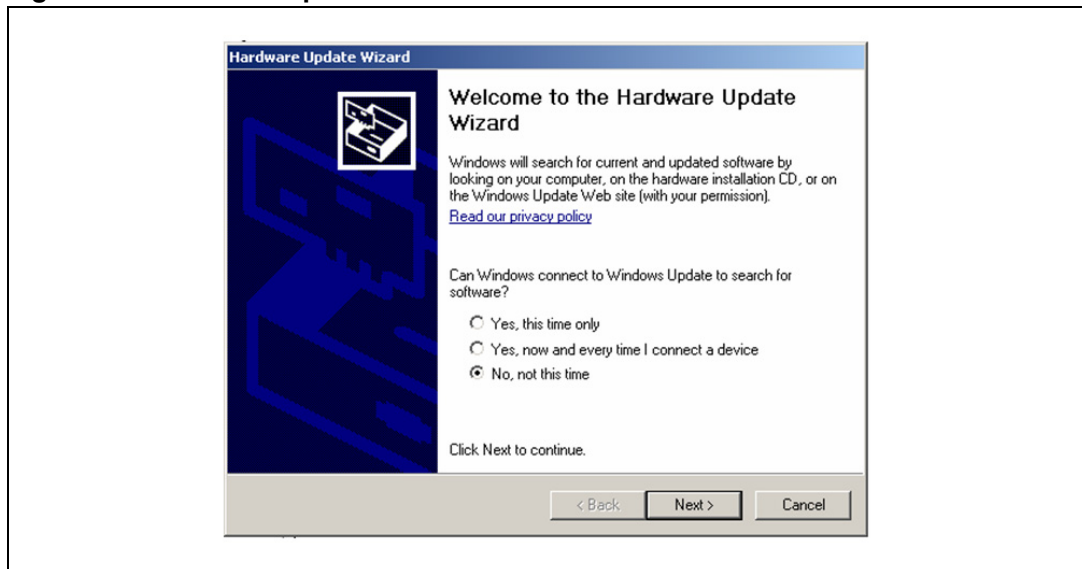 Hardware Update Wizard
Welcome to the Hardware Update
Wizard
Windows will search for current and updated software by
looking on your computer, on the hardware installation CD, or on
the Windows Update Web site (with your permission).
Read our privacy policy
Can Windows connect to Windows Update to search for
software?
Yes, this time only
Yes, now and every time I connect a device
No, not this time
Click Next to continue.
< Back
Next >
Cancel